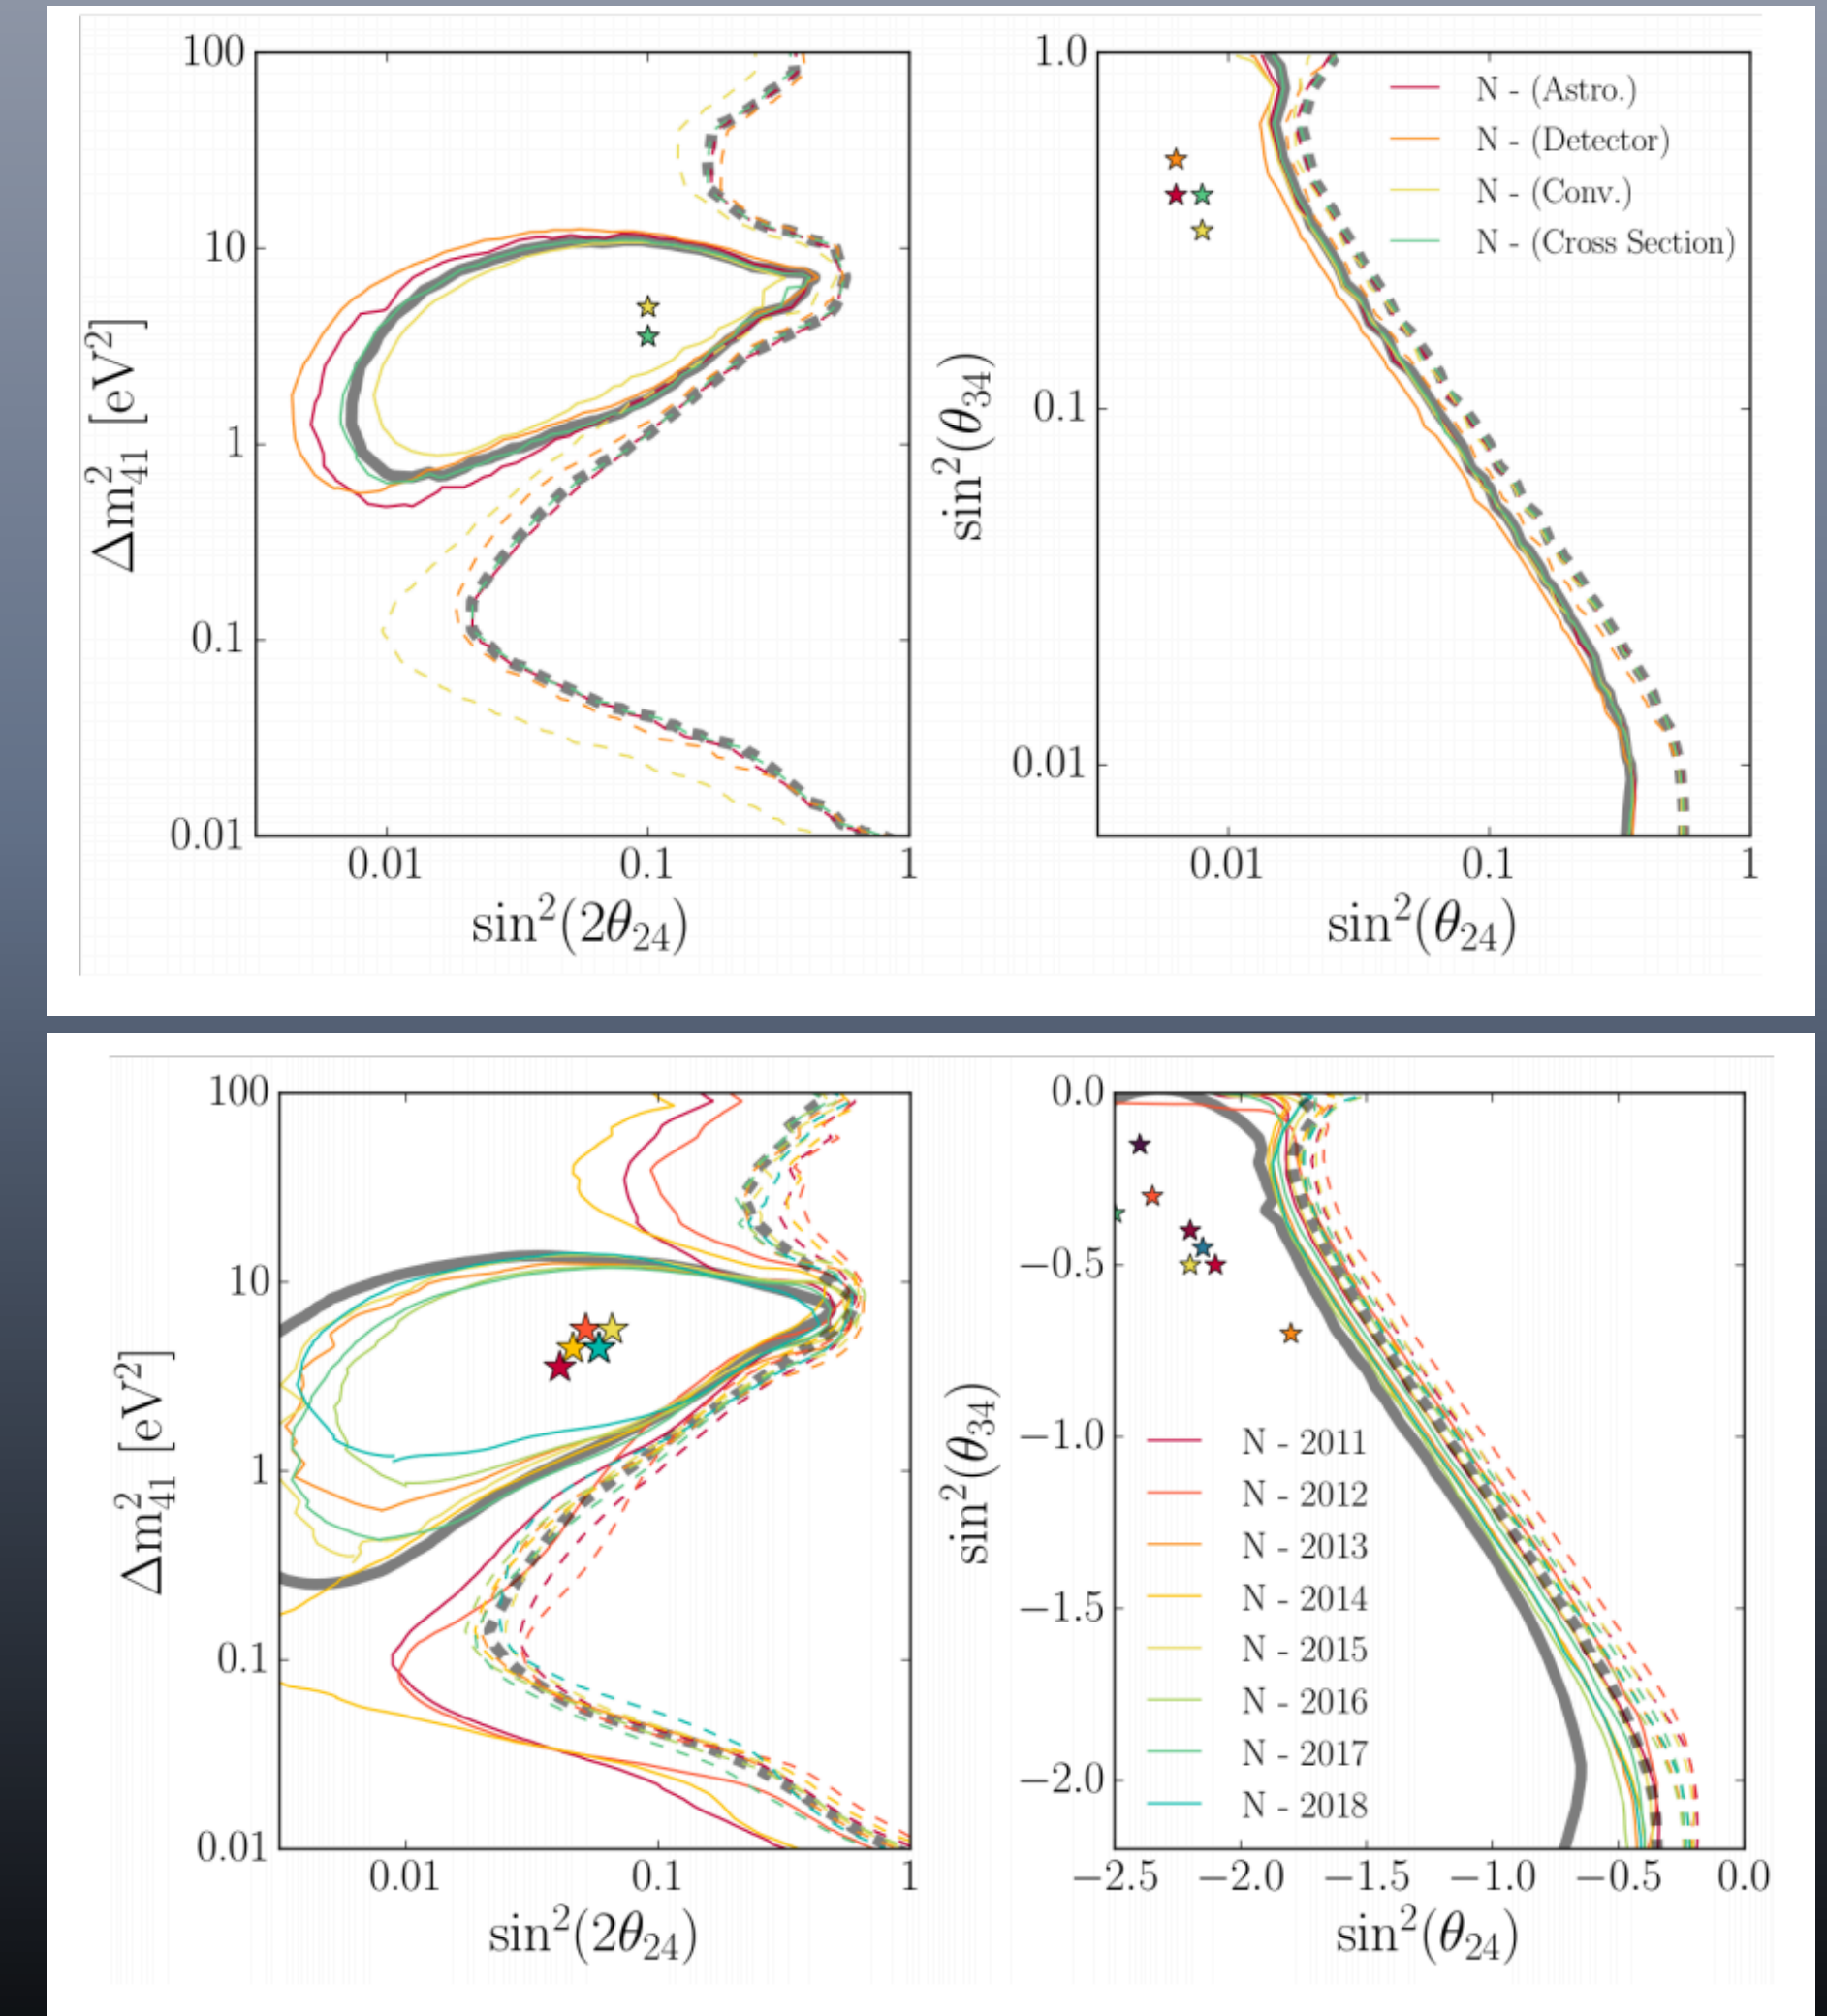 100
10
1
0.1
0.01
0.01 0.1 1
Δm²₄₁ [eV²]
sin²(2θ₂₄)
1.0
0.1
0.01
0.01 0.1 1
sin²(θ₃₄)
sin²(θ₂₄)
N - (Astro.)
N - (Detector)
N - (Conv.)
N - (Cross Section)
100
10
1
0.1
0.01
0.01 0.1 1
Δm²₄₁ [eV²]
sin²(2θ₂₄)
0.0
−0.5
−1.0
−1.5
−2.0
−2.5 −2.0 −1.5 −1.0 −0.5 0.0
sin²(θ₃₄)
sin²(θ₂₄)
N - 2011
N - 2012
N - 2013
N - 2014
N - 2015
N - 2016
N - 2017
N - 2018